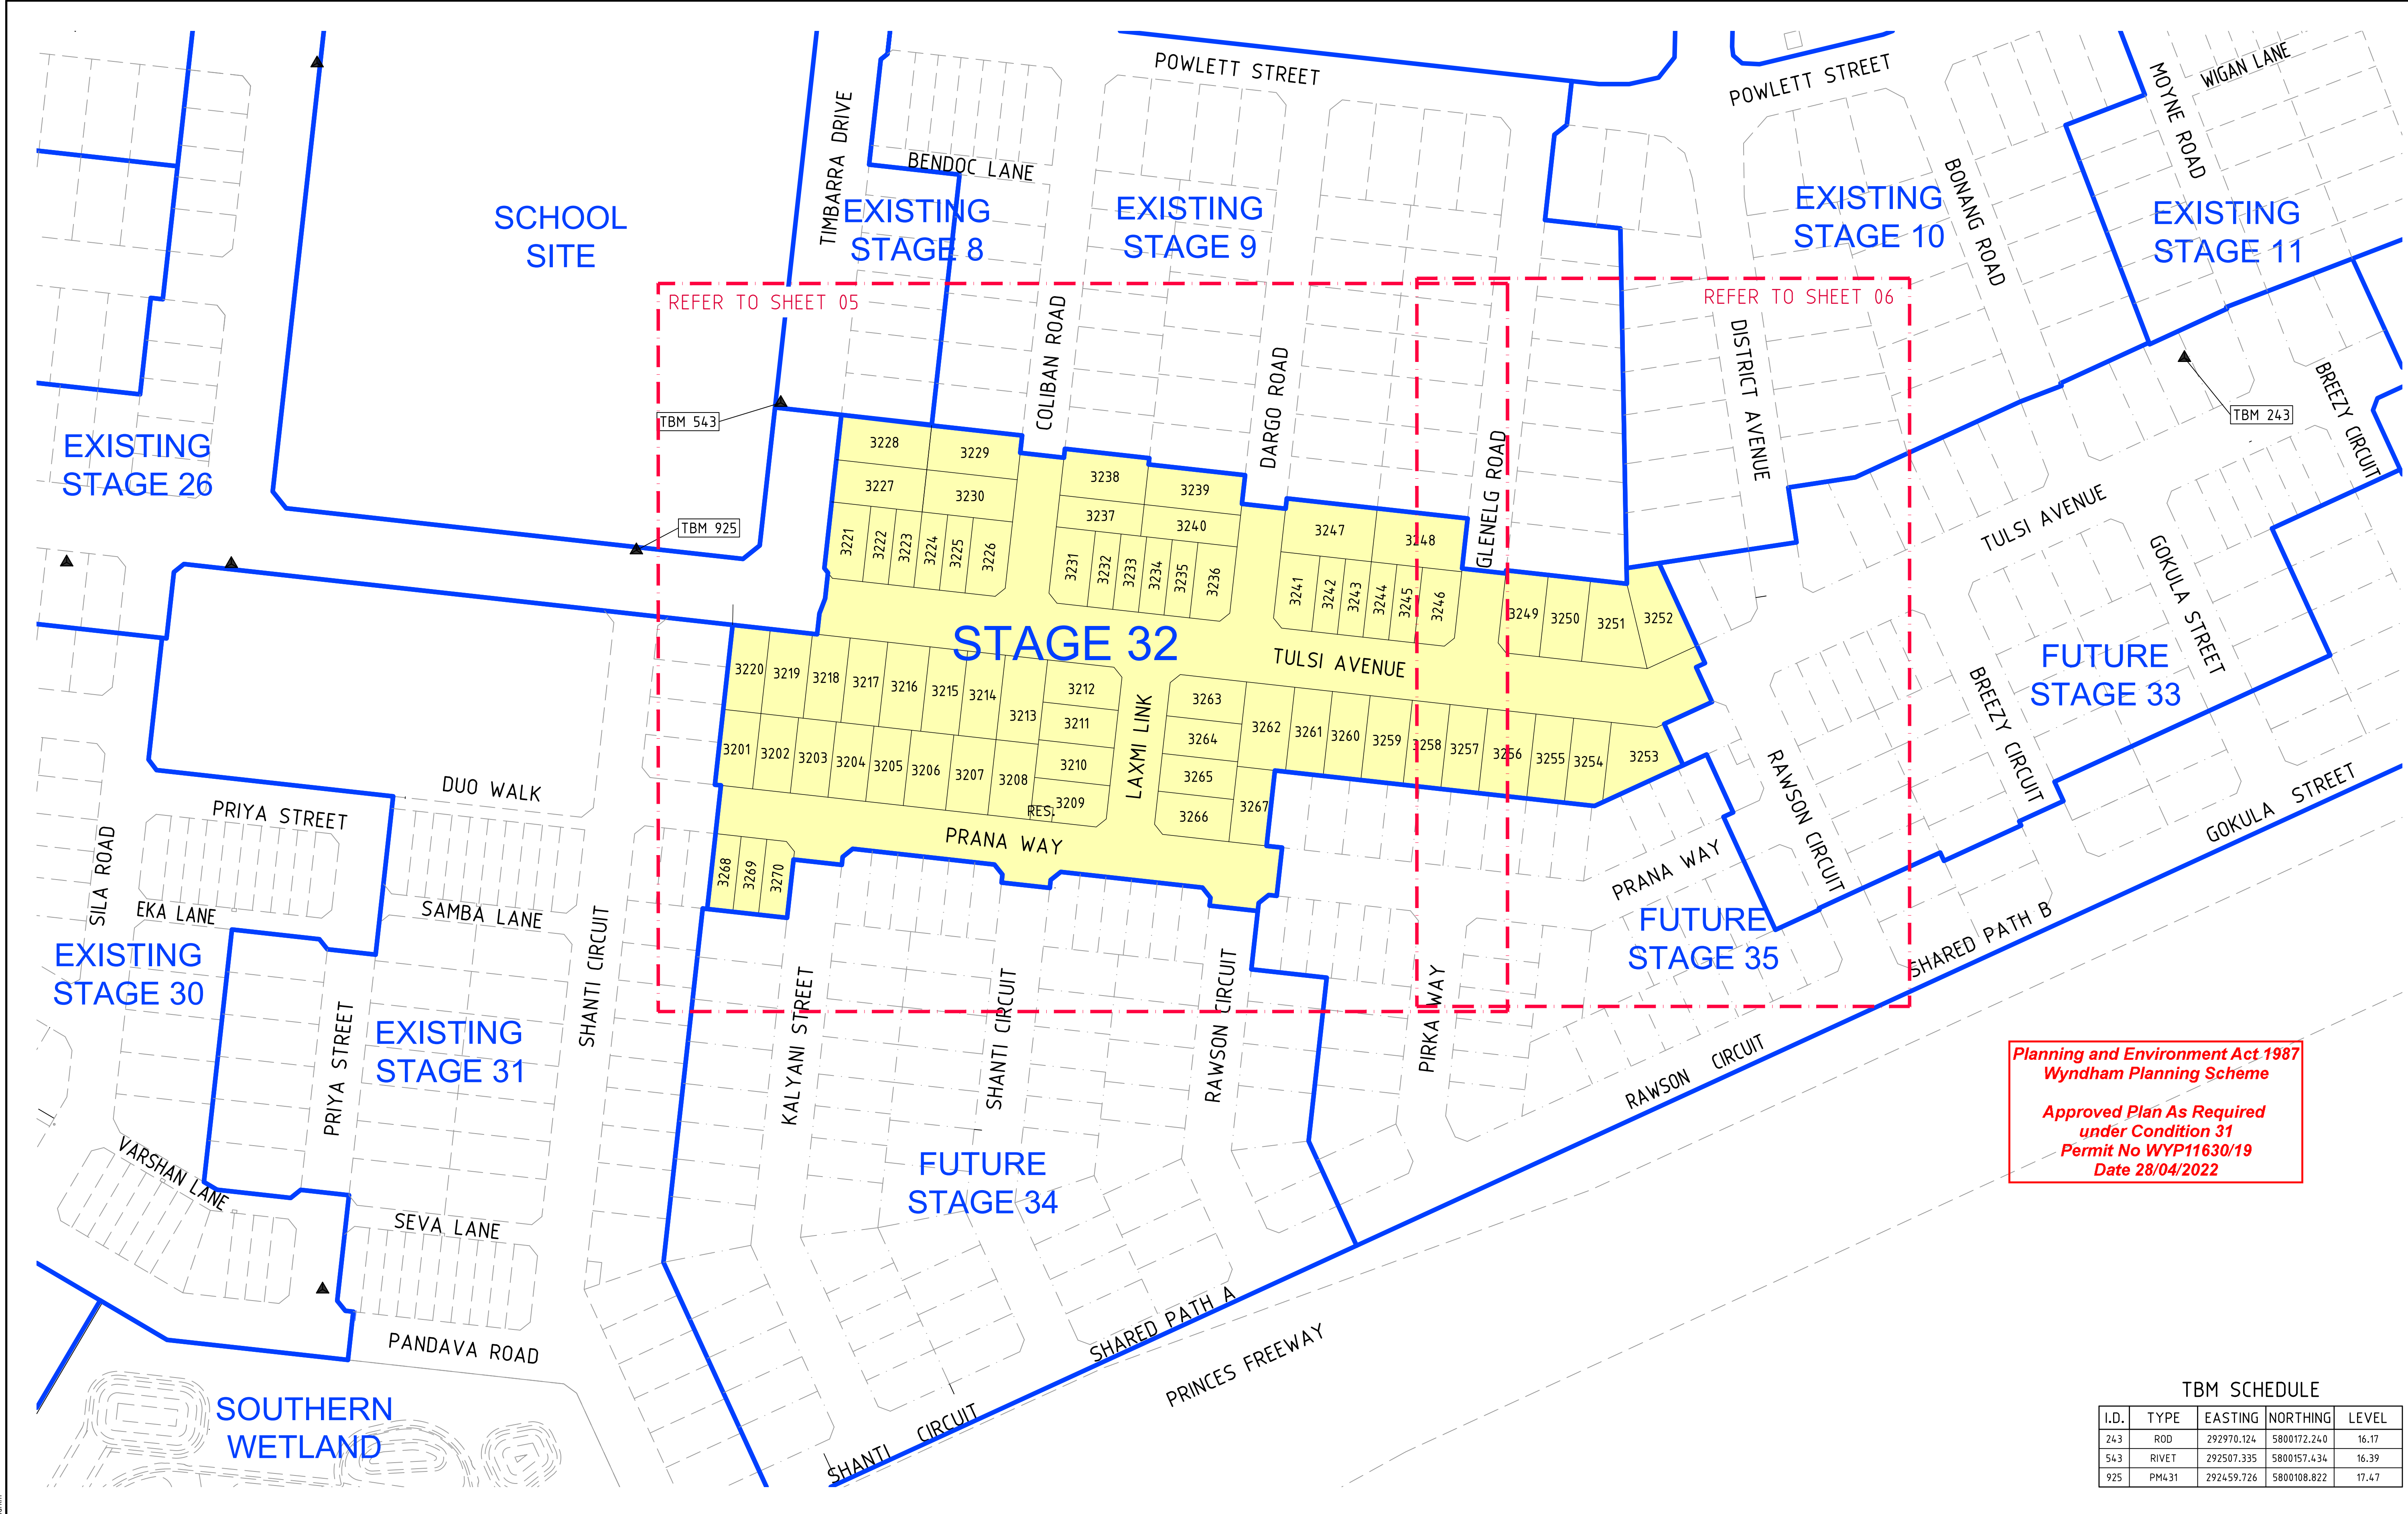 POWLETT STREET
POWLETT STREET
WIGAN LANE
MOYNE ROAD
TIMBARRA DRIVE
BENDOC LANE
BONANG ROAD
SCHOOL
SITE
EXISTING
STAGE 8
EXISTING
STAGE 9
EXISTING
STAGE 10
EXISTING
STAGE 11
REFER TO SHEET 05
REFER TO SHEET 06
COLIBAN ROAD
DARGO ROAD
DISTRICT AVENUE
BREEZY CIRCUIT
TBM 543
TBM 243
EXISTING
STAGE 26
GLENELG ROAD
TBM 925
TULSI AVENUE
GOKULA STREET
3228
3229
3227
3230
3221
3222
3223
3224
3225
3226
3238
3239
3237
3240
3231
3232
3233
3234
3235
3236
3247
3248
3241
3242
3243
3244
3245
3246
3249
3250
3251
3252
STAGE 32
TULSI AVENUE
FUTURE
STAGE 33
3220
3219
3218
3217
3216
3215
3214
3213
3212
3211
3210
3209
RES.
3201
3202
3203
3204
3205
3206
3207
3208
LAXMI LINK
3263
3264
3265
3266
3267
3262
3261
3260
3259
3258
3257
3256
3255
3254
3253
BREEZY CIRCUIT
RAWSON CIRCUIT
DUO WALK
PRIYA STREET
SILA ROAD
PRANA WAY
3268
3269
3270
PRANA WAY
GOKULA STREET
EKA LANE
SAMBA LANE
SHANTI CIRCUIT
EXISTING
STAGE 30
FUTURE
STAGE 35
SHARED PATH B
PRIYA STREET
EXISTING
STAGE 31
KALYANI STREET
SHANTI CIRCUIT
RAWSON CIRCUIT
PIRKA WAY
RAWSON CIRCUIT
Planning and Environment Act 1987
Wyndham Planning Scheme
Approved Plan As Required
under Condition 31
Permit No WYP11630/19
Date 28/04/2022
VARSHAN LANE
FUTURE
STAGE 34
SEVA LANE
SHARED PATH A
PRINCES FREEWAY
PANDAVA ROAD
SOUTHERN
WETLAND
SHANTI CIRCUIT
TBM SCHEDULE
I.D. TYPE EASTING NORTHING LEVEL
243 ROD 292970.124 5800172.240 16.17
543 RIVET 292507.335 5800157.434 16.39
925 PM431 292459.726 5800108.822 17.47